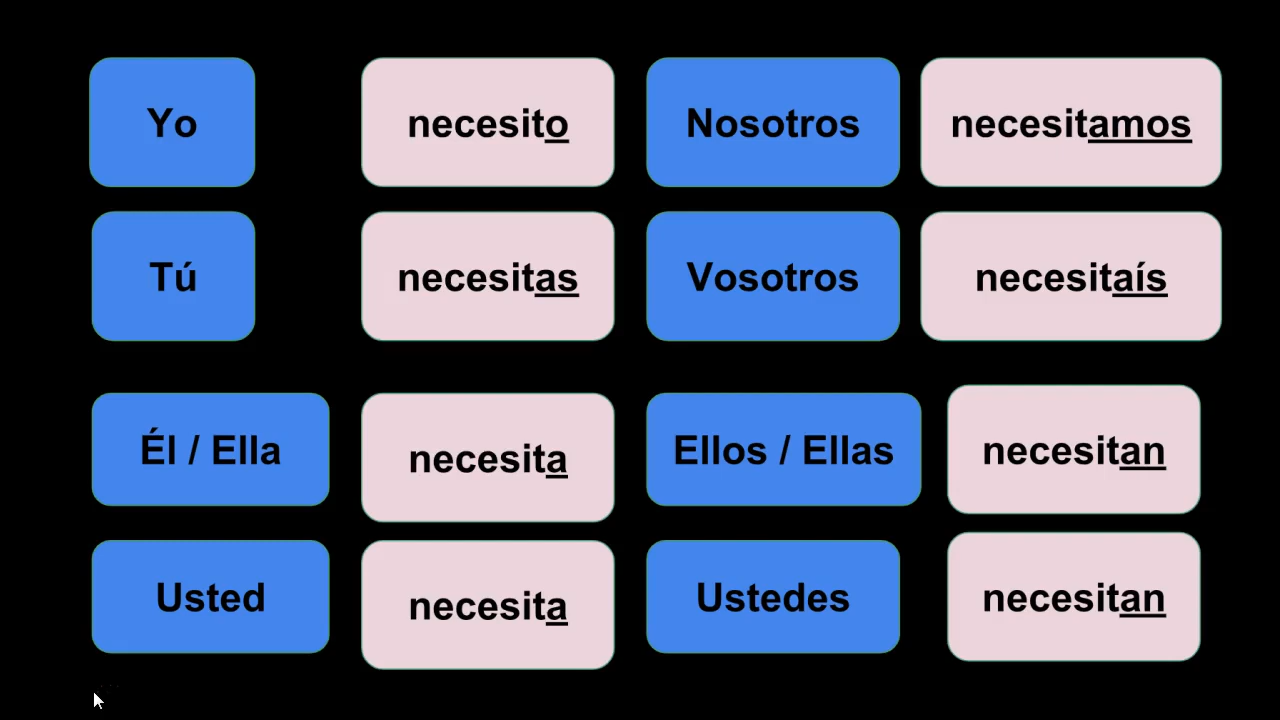 Yo necesito Nosotros necesitamos
Tú necesitas Vosotros necesitaís
Él / Ella necesita Ellos / Ellas necesitan
Usted necesita Ustedes necesitan